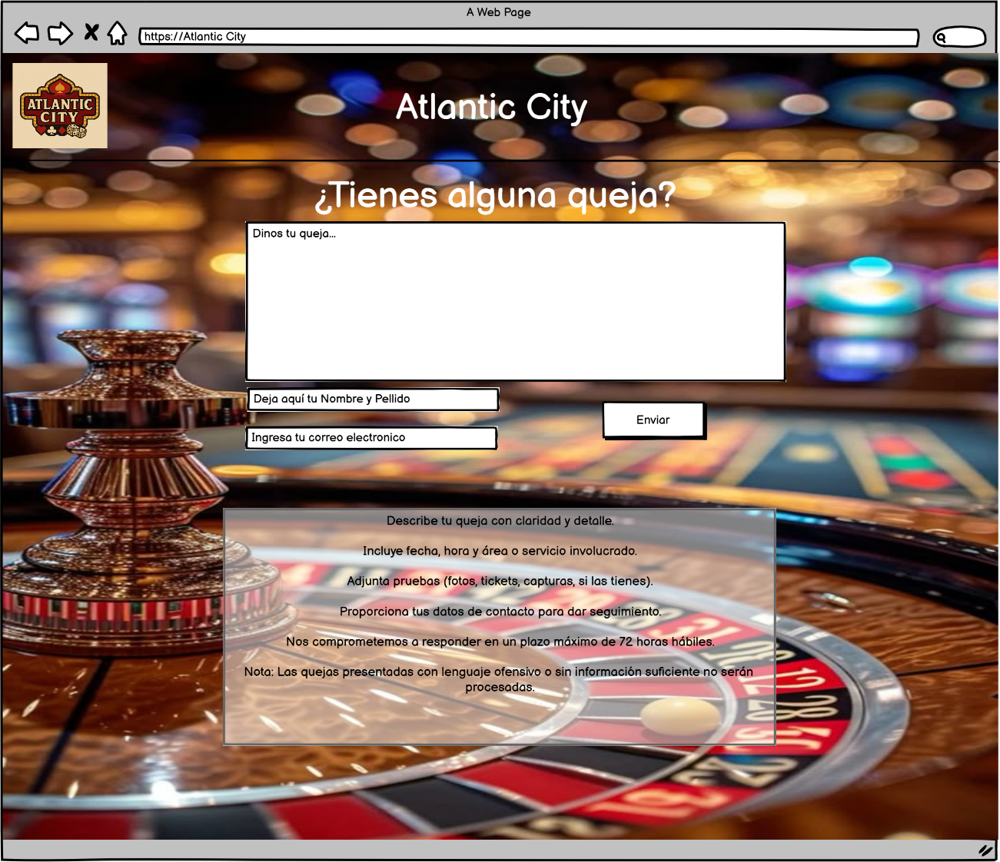 A Web Page
https://Atlantic City
ATLANTIC
CITY
Atlantic City
¿Tienes alguna queja?
Dinos tu queja...
Deja aquí tu Nombre y Pellido
Enviar
Ingresa tu correo electronico
Describe tu queja con claridad y detalle.
Incluye fecha, hora y área o servicio involucrado.
Adjunta pruebas (fotos, tickets, capturas, si las tienes).
Proporciona tus datos de contacto para dar seguimiento.
Nos comprometemos a responder en un plazo máximo de 72 horas hábiles.
Nota: Las quejas presentadas con lenguaje ofensivo o sin información suficiente no serán
procesadas.
31
12
28